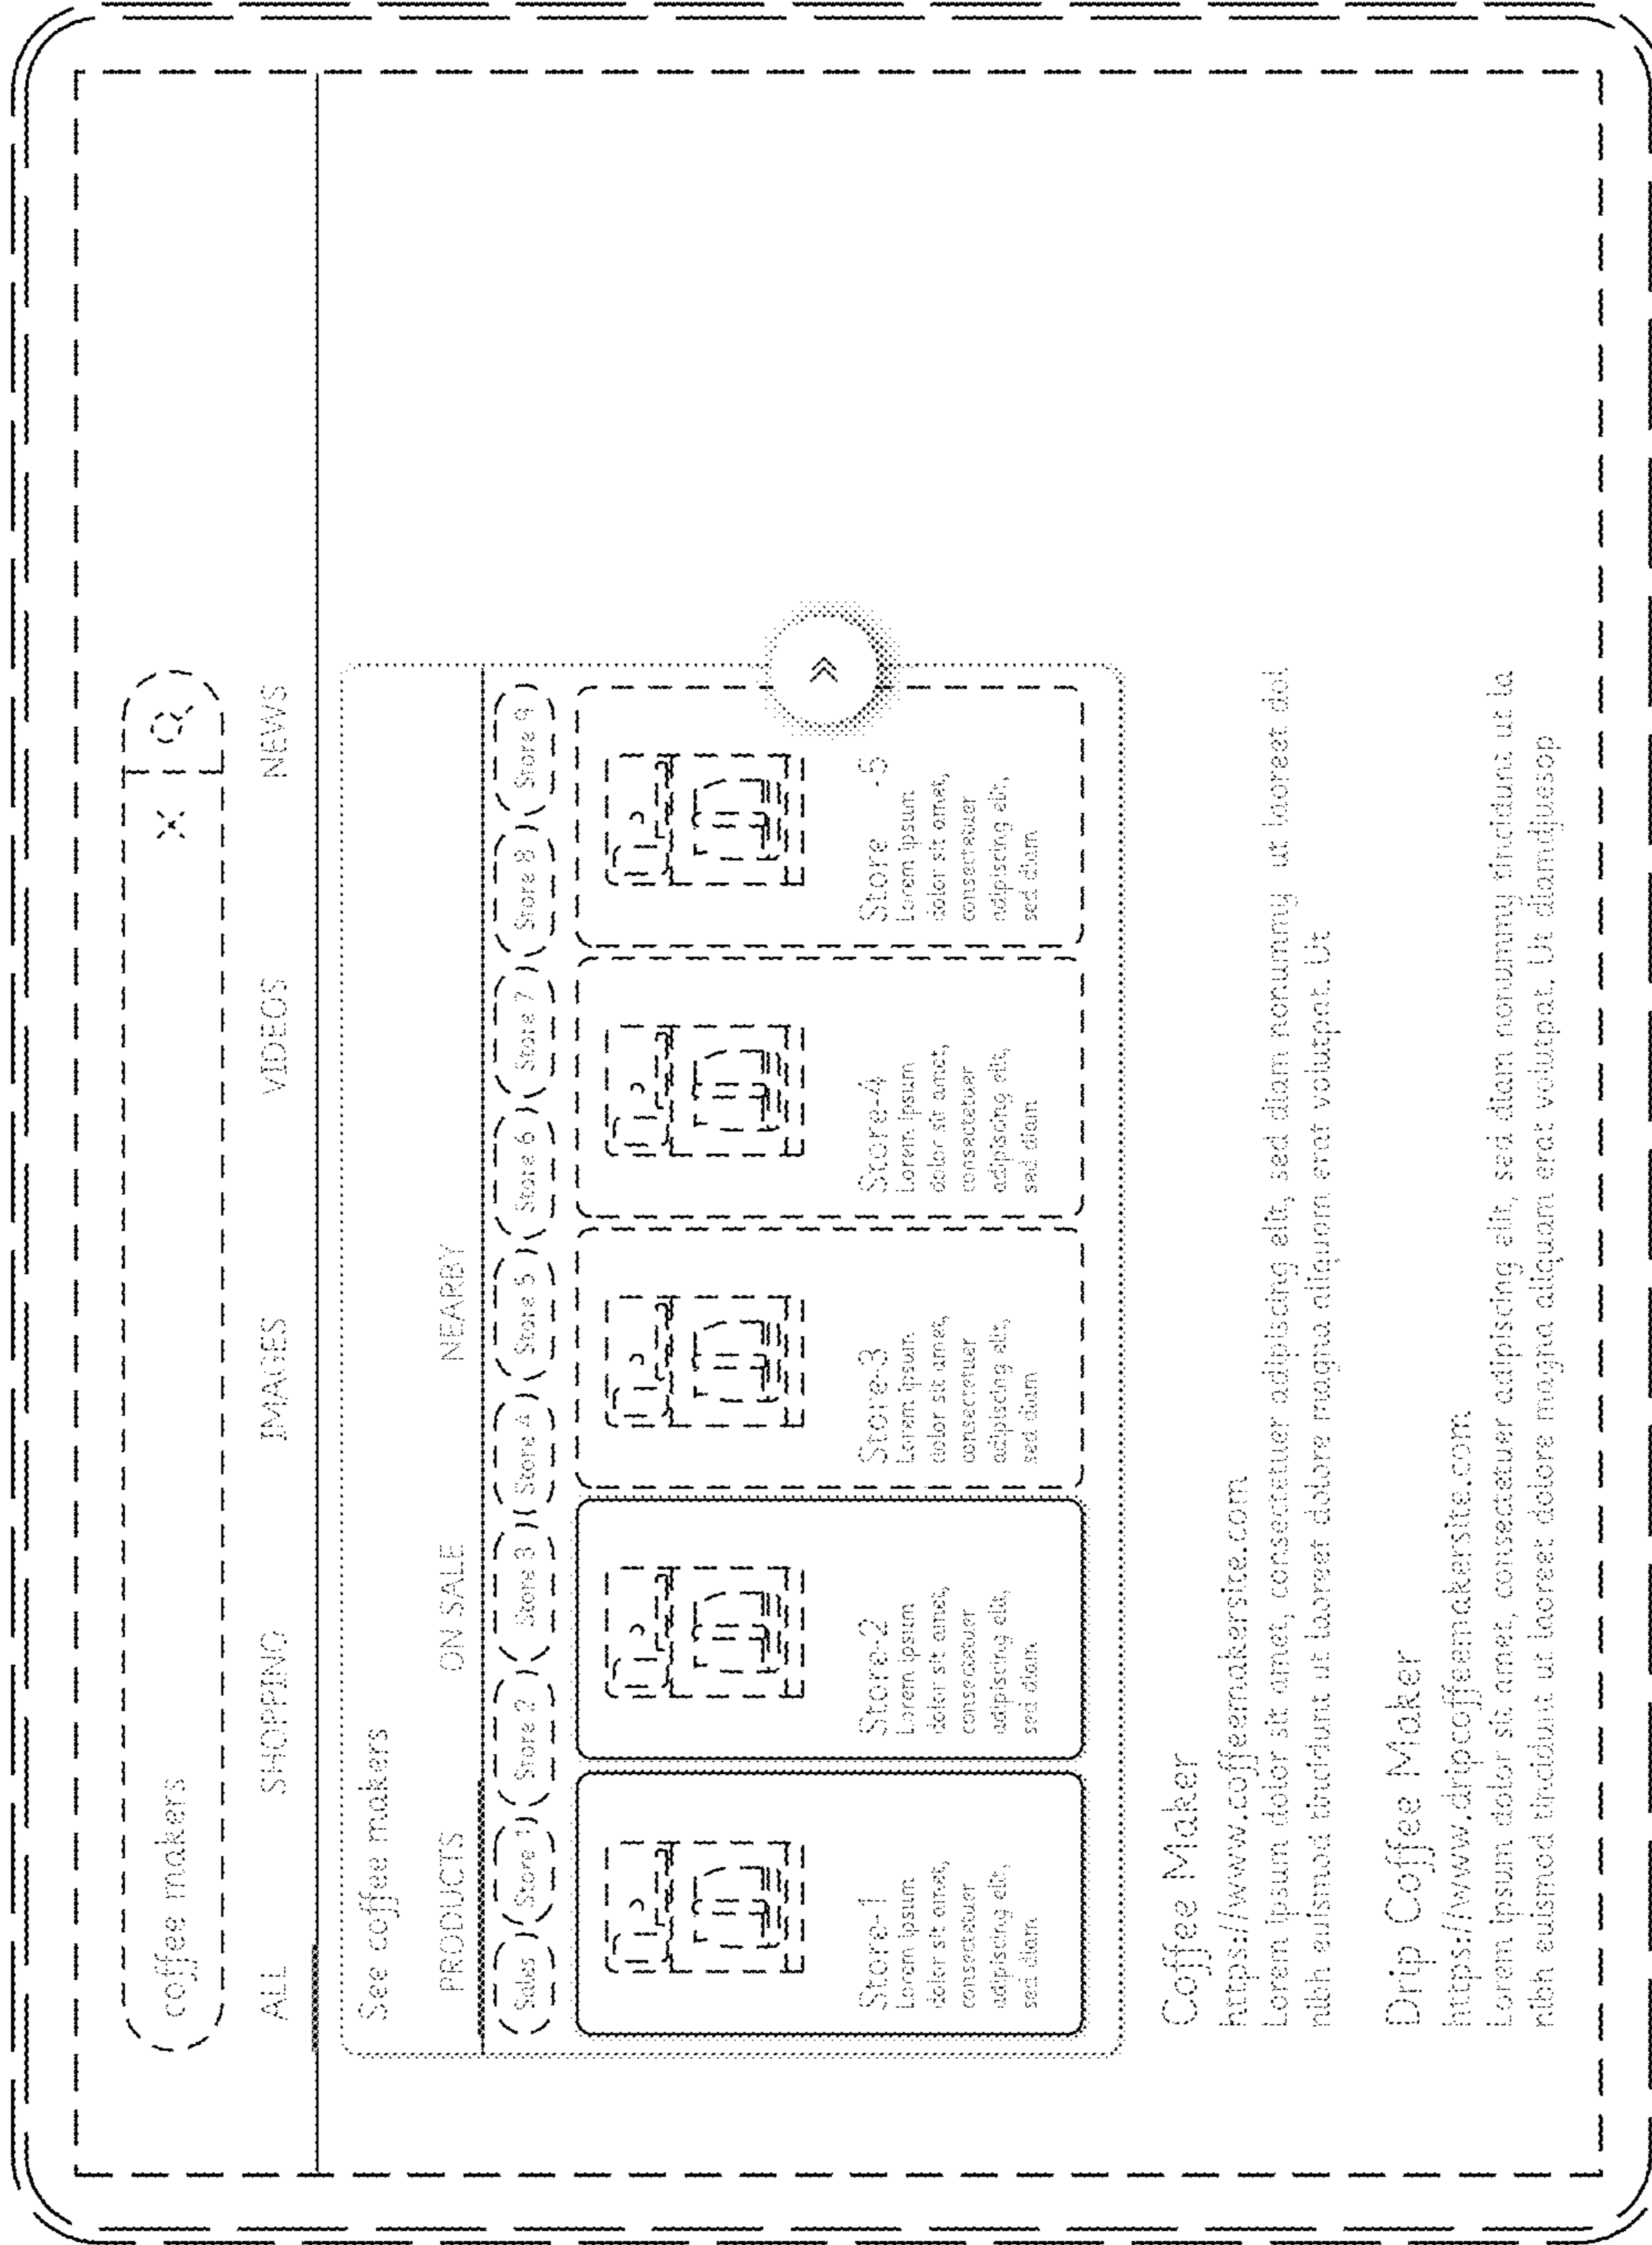 coffee makers X
ALL SHOPPING IMAGES VIDEOS NEWS
See coffee makers
PRODUCTS ON SALE NEARBY
Sales Store 1 Store 2 Store 3 Store 4 Store 5 Store 6 Store 7 Store 8 Store 9
Store-1
Lorem ipsum
dolor sit amet,
consectetuer
adipiscing elit,
sed diam
Store-2
Lorem ipsum
dolor sit amet,
consectetuer
adipiscing elit,
sed diam
Store-3
Lorem ipsum
dolor sit amet,
consectetuer
adipiscing elit,
sed diam
Store-4
Lorem ipsum
dolor sit amet,
consectetuer
adipiscing elit,
sed diam
Store -5
Lorem ipsum
dolor sit amet,
consectetuer
adipiscing elit,
sed diam
Coffee Maker
https://www.coffeemakersite.com
Lorem ipsum dolor sit amet, consectetuer adipiscing elit, sed diam nonummy ut laoreet dol
nibh euismod tincidunt ut laoreet dolore magna aliquam erat volutpat. Ut
Drip Coffee Maker
https://www.dripcoffeemakersite.com
Lorem ipsum dolor sit amet, consectetuer adipiscing elit, sed diam nonummy tincidunt ut la
nibh euismod tincidunt ut laoreet dolore magna aliquam erat volutpat. Ut diamdjuesop